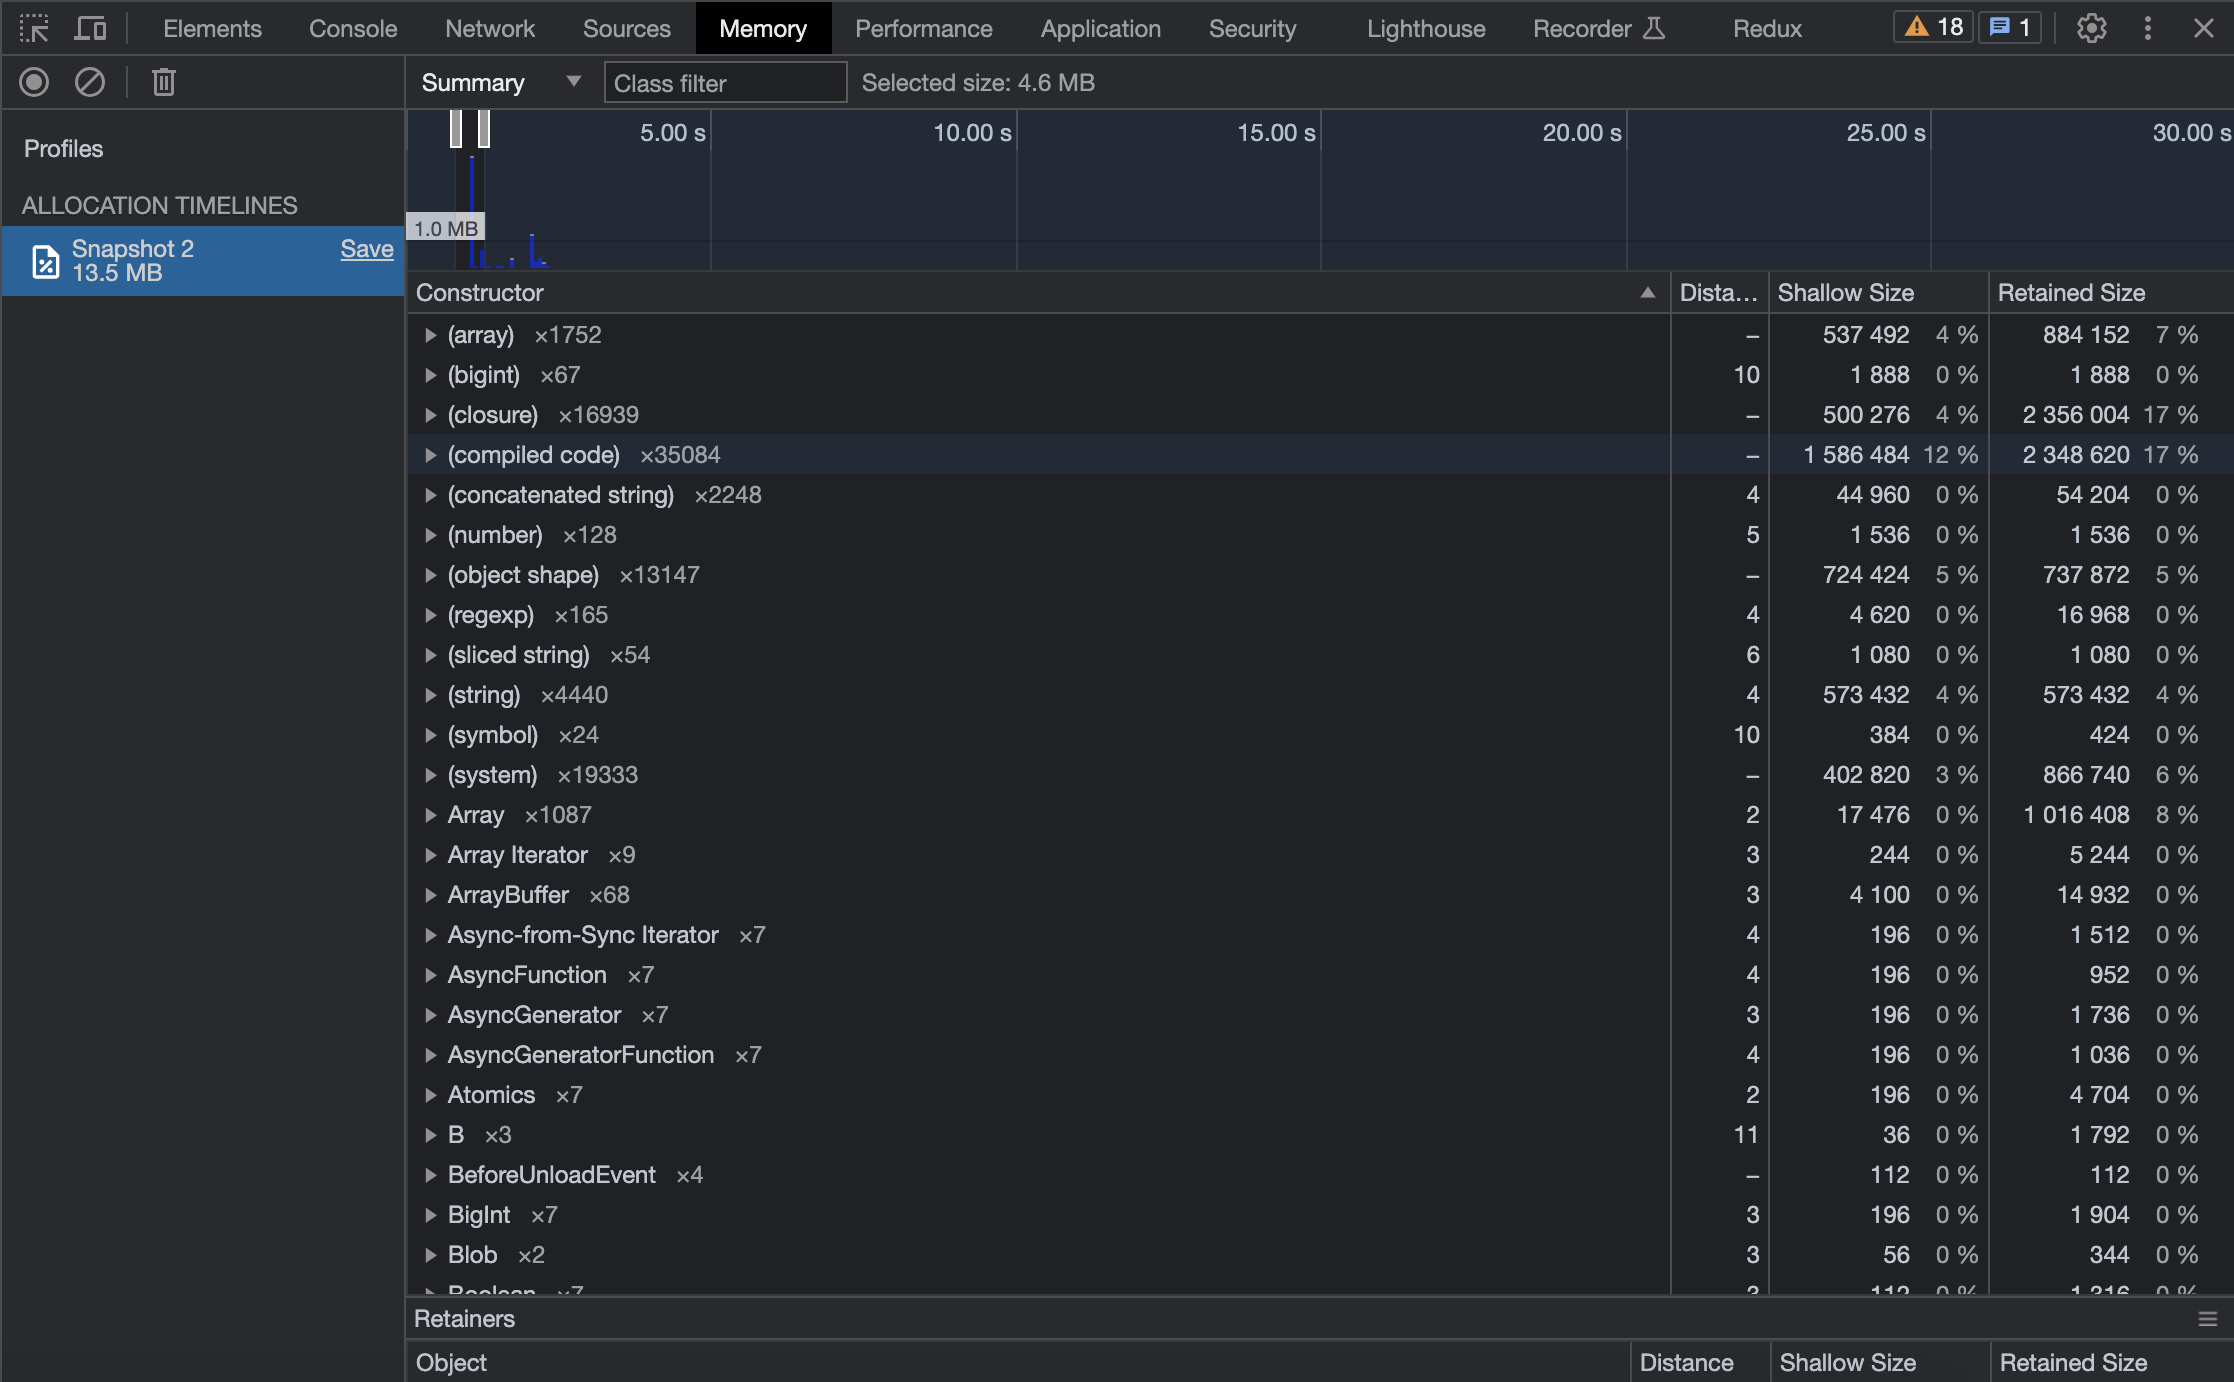 Elements Console Network Sources Memory Performance Application Security Lighthouse Recorder Redux 18 1
Summary Class filter Selected size: 4.6 MB
Profiles
ALLOCATION TIMELINES
Snapshot 2 Save
13.5 MB
5.00 s 10.00 s 15.00 s 20.00 s 25.00 s 30.00 s
1.0 MB
Constructor Dista… Shallow Size Retained Size
(array) ×1752 – 537 492 4 % 884 152 7 %
(bigint) ×67 10 1 888 0 % 1 888 0 %
(closure) ×16939 – 500 276 4 % 2 356 004 17 %
(compiled code) ×35084 – 1 586 484 12 % 2 348 620 17 %
(concatenated string) ×2248 4 44 960 0 % 54 204 0 %
(number) ×128 5 1 536 0 % 1 536 0 %
(object shape) ×13147 – 724 424 5 % 737 872 5 %
(regexp) ×165 4 4 620 0 % 16 968 0 %
(sliced string) ×54 6 1 080 0 % 1 080 0 %
(string) ×4440 4 573 432 4 % 573 432 4 %
(symbol) ×24 10 384 0 % 424 0 %
(system) ×19333 – 402 820 3 % 866 740 6 %
Array ×1087 2 17 476 0 % 1 016 408 8 %
Array Iterator ×9 3 244 0 % 5 244 0 %
ArrayBuffer ×68 3 4 100 0 % 14 932 0 %
Async-from-Sync Iterator ×7 4 196 0 % 1 512 0 %
AsyncFunction ×7 4 196 0 % 952 0 %
AsyncGenerator ×7 3 196 0 % 1 736 0 %
AsyncGeneratorFunction ×7 4 196 0 % 1 036 0 %
Atomics ×7 2 196 0 % 4 704 0 %
B ×3 11 36 0 % 1 792 0 %
BeforeUnloadEvent ×4 – 112 0 % 112 0 %
BigInt ×7 3 196 0 % 1 904 0 %
Blob ×2 3 56 0 % 344 0 %
Boolean ×7 112 0 % 1 316 0 %
Retainers
Object Distance Shallow Size Retained Size